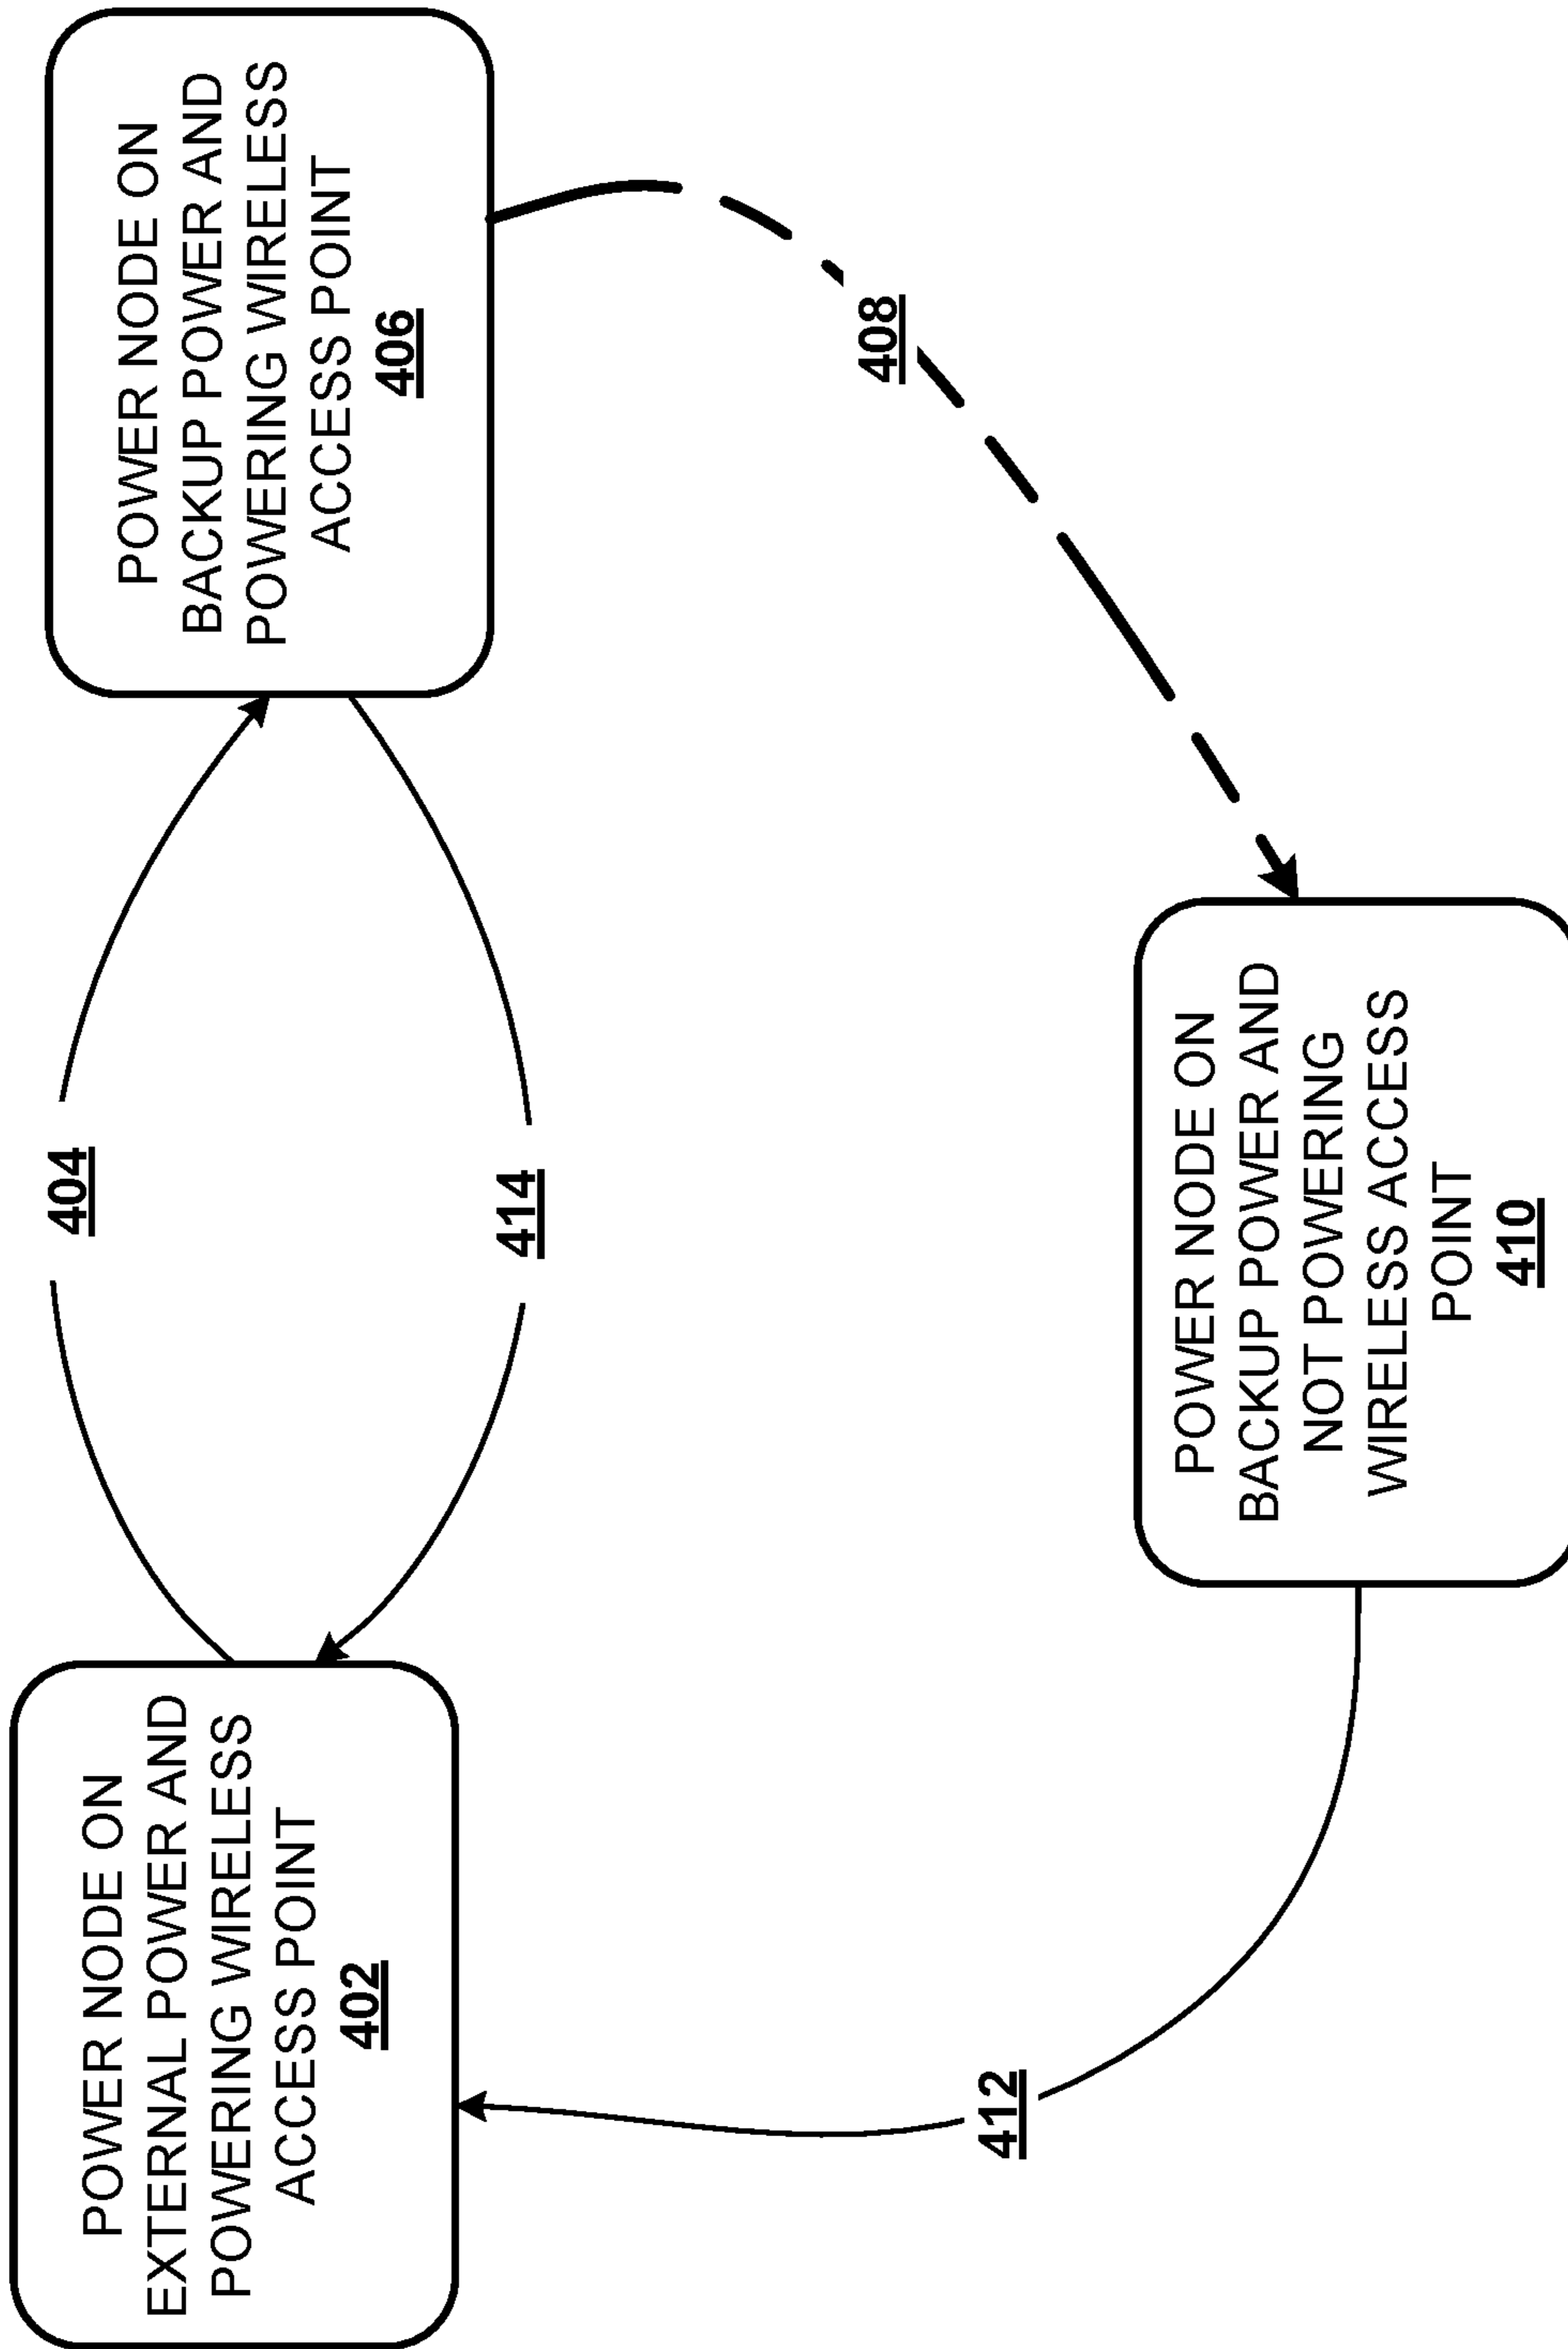 POWER NODE ON
EXTERNAL POWER AND
POWERING WIRELESS
ACCESS POINT
402
404
414
POWER NODE ON
BACKUP POWER AND
POWERING WIRELESS
ACCESS POINT
406
408
412
POWER NODE ON
BACKUP POWER AND
NOT POWERING
WIRELESS ACCESS
POINT
410